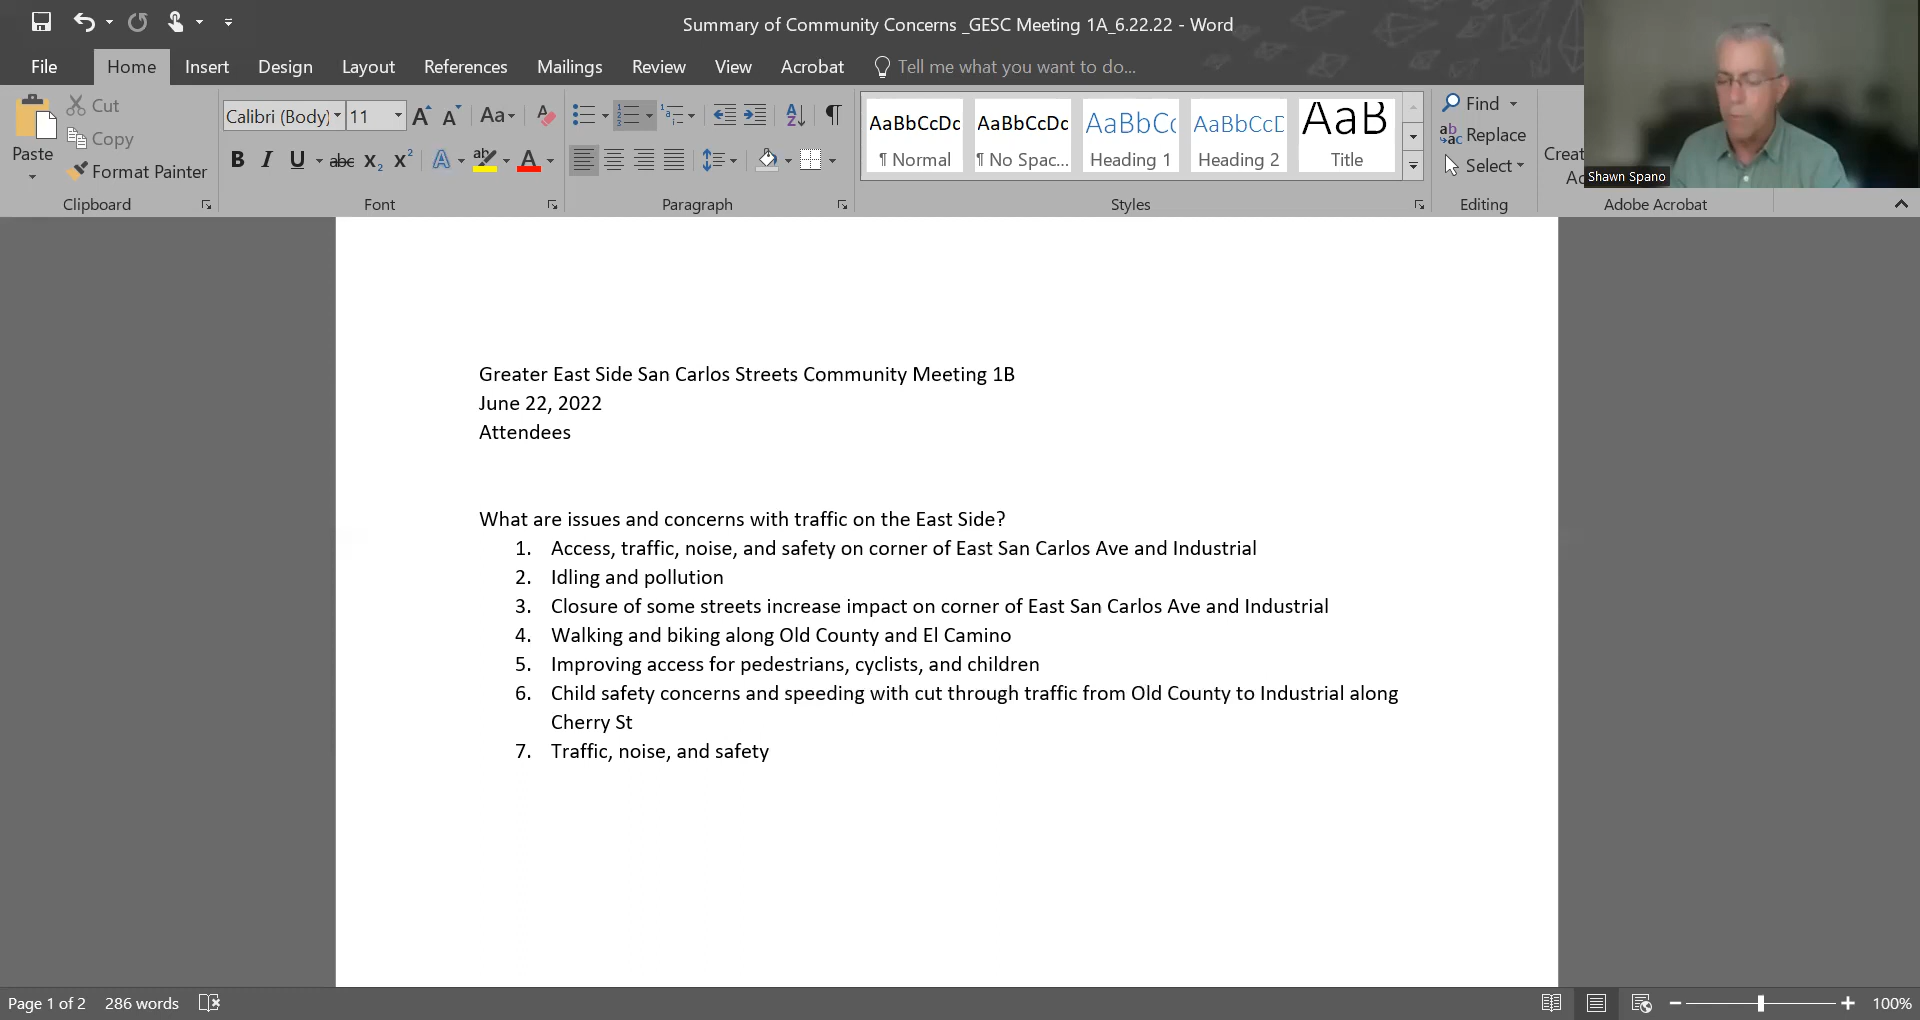 Summary of Community Concerns _GESC Meeting 1A_6.22.22 - Word
File Home Insert Design Layout References Mailings Review View Acrobat Tell me what you want to do...
Paste
Cut
Copy
Format Painter
Clipboard
Calibri (Body) 11
Font
Paragraph
AaBbCcDc AaBbCcDc AaBbCc AaBbCcD AaB
¶ Normal ¶ No Spac... Heading 1 Heading 2 Title
Styles
Find
Replace
Select
Editing
Creat
Adobe Acrobat
Shawn Spano
Greater East Side San Carlos Streets Community Meeting 1B
June 22, 2022
Attendees
What are issues and concerns with traffic on the East Side?
1. Access, traffic, noise, and safety on corner of East San Carlos Ave and Industrial
2. Idling and pollution
3. Closure of some streets increase impact on corner of East San Carlos Ave and Industrial
4. Walking and biking along Old County and El Camino
5. Improving access for pedestrians, cyclists, and children
6. Child safety concerns and speeding with cut through traffic from Old County to Industrial along
Cherry St
7. Traffic, noise, and safety
Page 1 of 2 286 words 100%